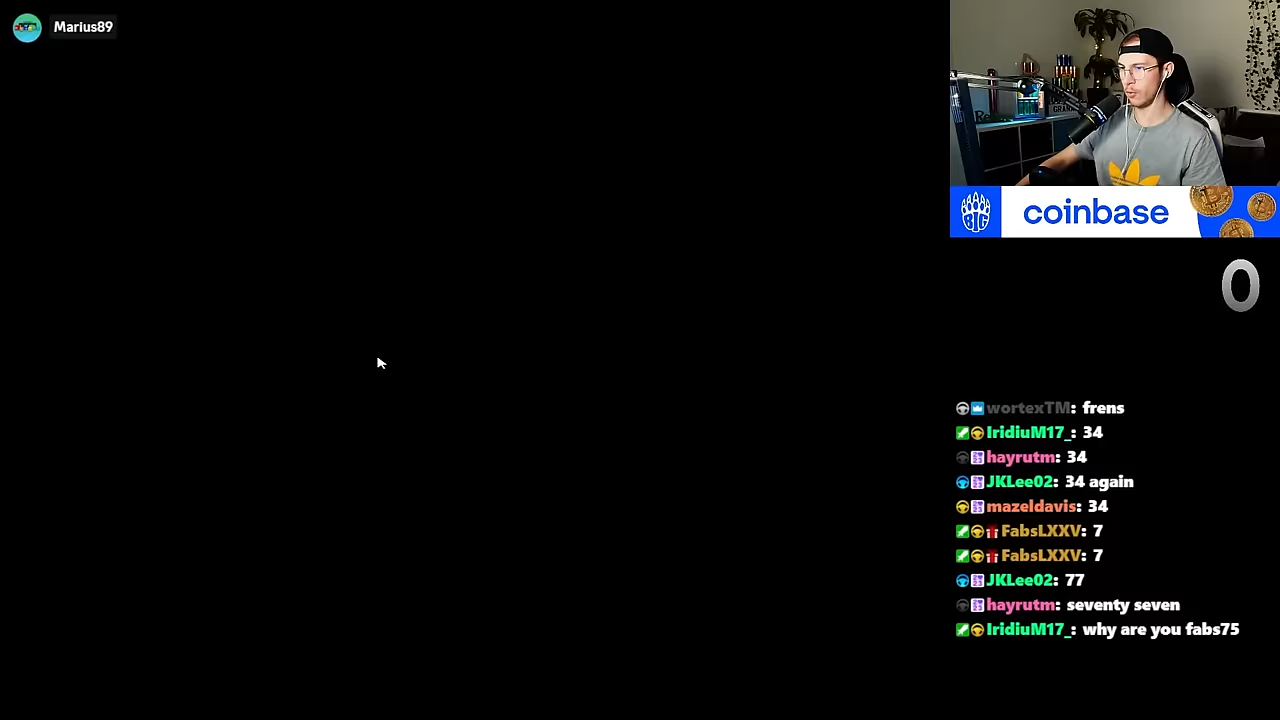 Marius89
BIG
coinbase
0
wortexTM: frens
IridiuM17_: 34
hayrutm: 34
JKLee02: 34 again
mazeldavis: 34
FabsLXXV: 7
FabsLXXV: 7
JKLee02: 77
hayrutm: seventy seven
IridiuM17_: why are you fabs75